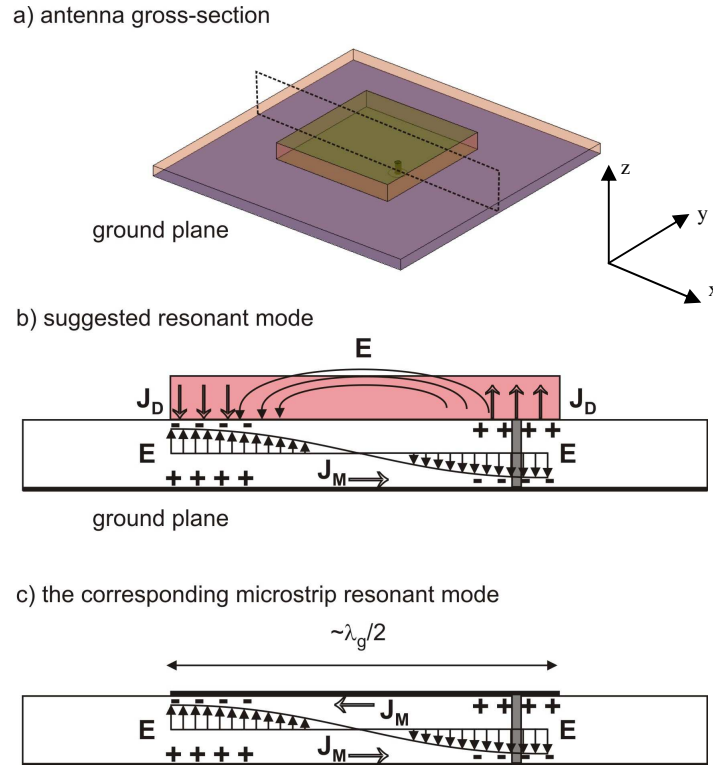 a) antenna gross-section
z
y
x
ground plane
b) suggested resonant mode
E
J_D
J_D
- - - -
+ + + +
E
E
J_M
+ + + +
- - - -
ground plane
c) the corresponding microstrip resonant mode
~λ_g/2
- - - -
J_M
+ + + +
E
E
J_M
+ + + +
- - - -